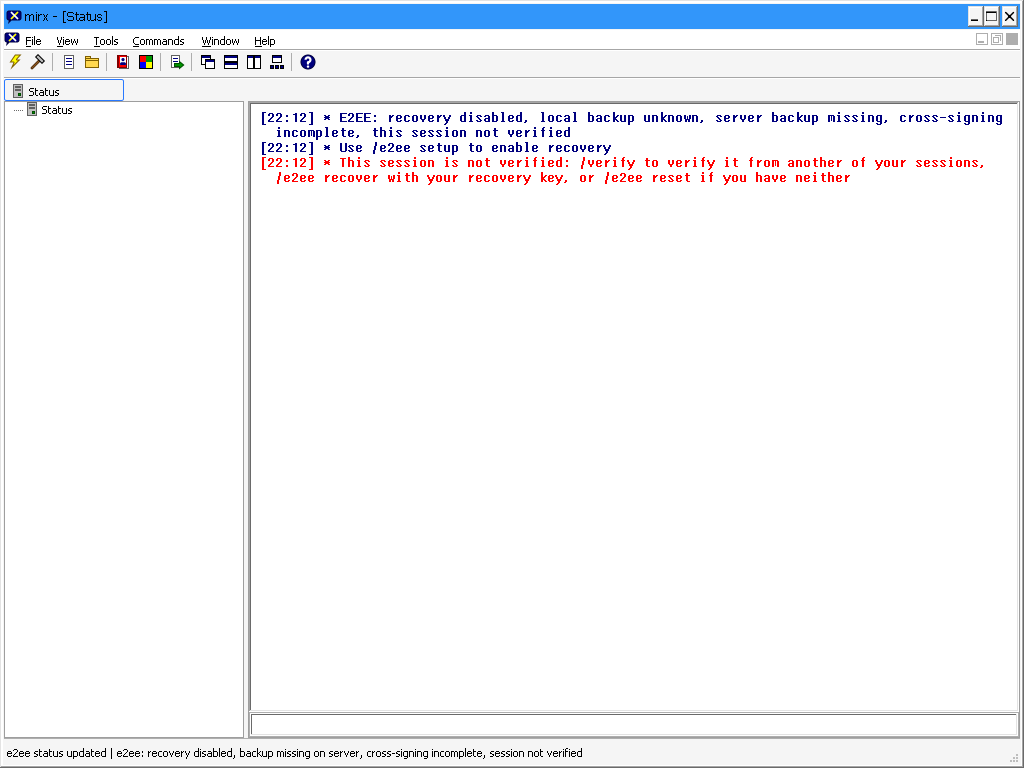 mirx - [Status]
File View Tools Commands Window Help
Status
Status
[22:12] * E2EE: recovery disabled, local backup unknown, server backup missing, cross-signing
incomplete, this session not verified
[22:12] * Use /e2ee setup to enable recovery
[22:12] * This session is not verified: /verify to verify it from another of your sessions,
/e2ee recover with your recovery key, or /e2ee reset if you have neither
e2ee status updated | e2ee: recovery disabled, backup missing on server, cross-signing incomplete, session not verified